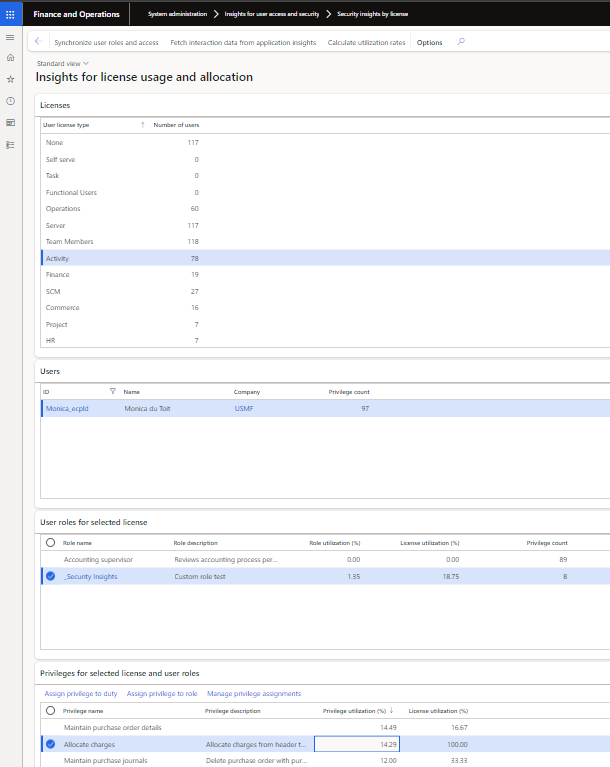 Finance and Operations System administration Insights for user access and security Security insights by license
Synchronize user roles and access Fetch interaction data from application insights Calculate utilization rates Options
Standard view
Insights for license usage and allocation
Licenses
User license type Number of users
None 117
Self serve 0
Task 0
Functional Users 0
Operations 60
Server 117
Team Members 118
Activity 78
Finance 19
SCM 27
Commerce 16
Project 7
HR 7
Users
ID Name Company Privilege count
Monica_ecpld Monica du Toit USMF 97
User roles for selected license
Role name Role description Role utilization (%) License utilization (%) Privilege count
Accounting supervisor Reviews accounting process per... 0.00 0.00 89
_Security Insights Custom role test 1.35 18.75 8
Privileges for selected license and user roles
Assign privilege to duty Assign privilege to role Manage privilege assignments
Privilege name Privilege description Privilege utilization (%) License utilization (%)
Maintain purchase order details 14.49 16.67
Allocate charges Allocate charges from header t... 14.29 100.00
Maintain purchase journals Delete purchase order with pur... 12.00 33.33